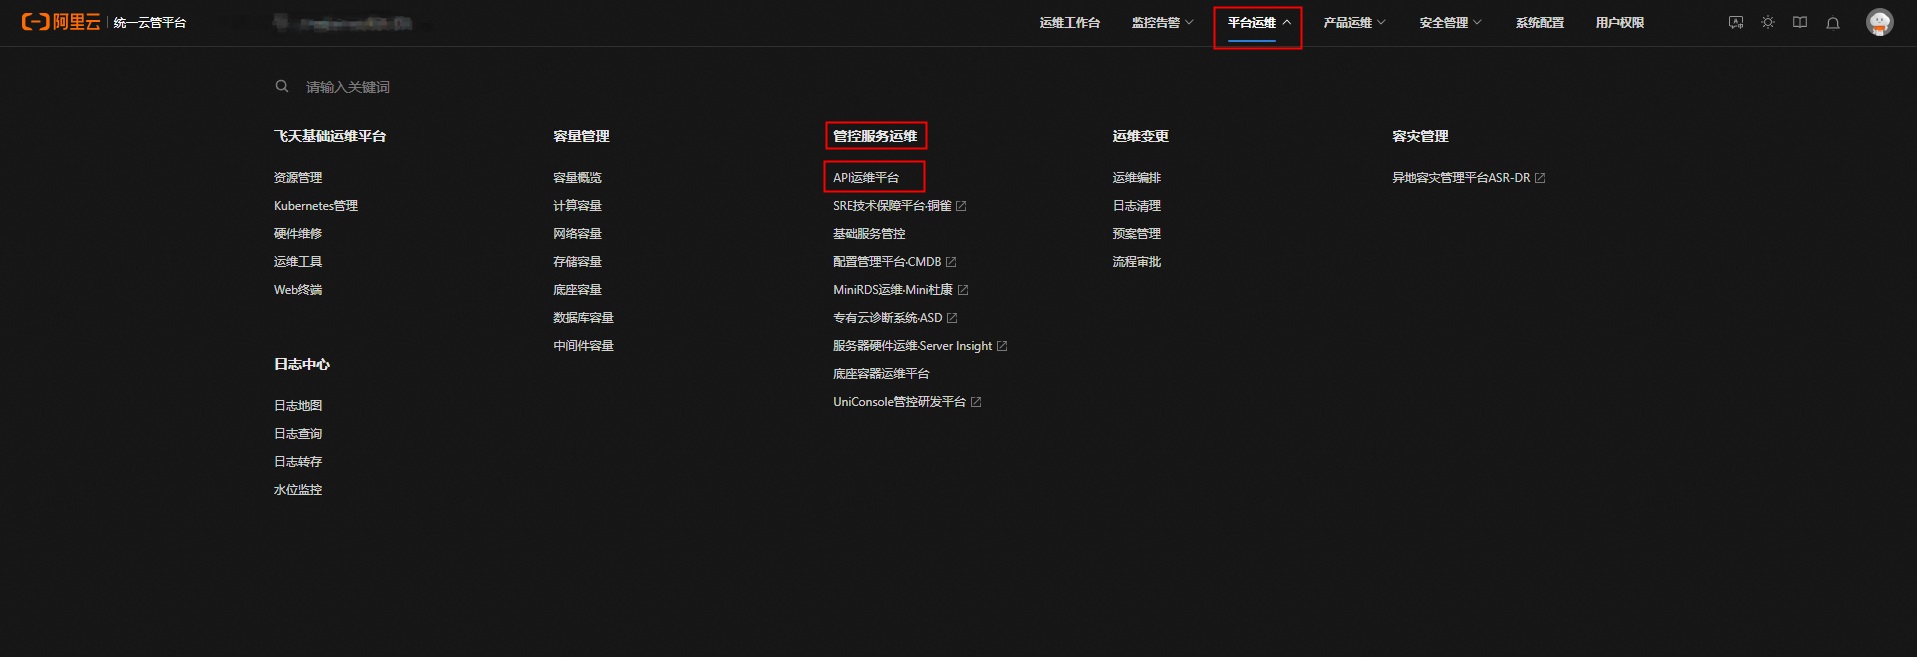 阿里云 统一云管平台 运维工作台 监控告警 平台运维 产品运维 安全管理 系统配置 用户权限
请输入关键词
飞天基础运维平台
资源管理
Kubernetes管理
硬件维修
运维工具
Web终端
日志中心
日志地图
日志查询
日志转存
水位监控
容量管理
容量概览
计算容量
网络容量
存储容量
底座容量
数据库容量
中间件容量
管控服务运维
API运维平台
SRE技术保障平台·铜雀
基础服务管控
配置管理平台·CMDB
MiniRDS运维·Mini杜康
专有云诊断系统·ASD
服务器硬件运维·Server Insight
底座容器运维平台
UniConsole管控研发平台
运维变更
运维编排
日志清理
预案管理
流程审批
容灾管理
异地容灾管理平台ASR-DR